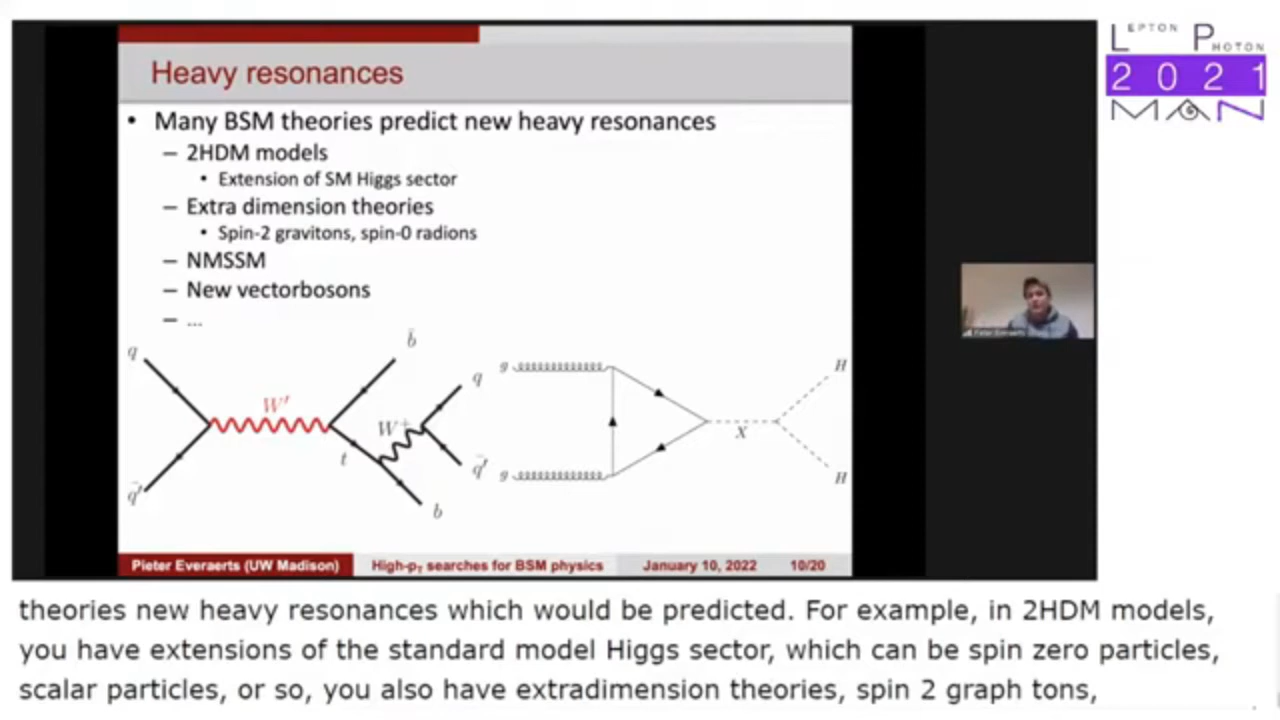 LEPTON PHOTON
2021
MAN
Heavy resonances
• Many BSM theories predict new heavy resonances
– 2HDM models
• Extension of SM Higgs sector
– Extra dimension theories
• Spin-2 gravitons, spin-0 radions
– NMSSM
– New vectorbosons
– ...
q
W'
b̄
q
W+
t
q̄'
b
q̄'
g
g
X
H
H
Pieter Everaerts
Pieter Everaerts (UW Madison) High-pT searches for BSM physics January 10, 2022 10/20
theories new heavy resonances which would be predicted. For example, in 2HDM models,
you have extensions of the standard model Higgs sector, which can be spin zero particles,
scalar particles, or so, you also have extradimension theories, spin 2 graph tons,